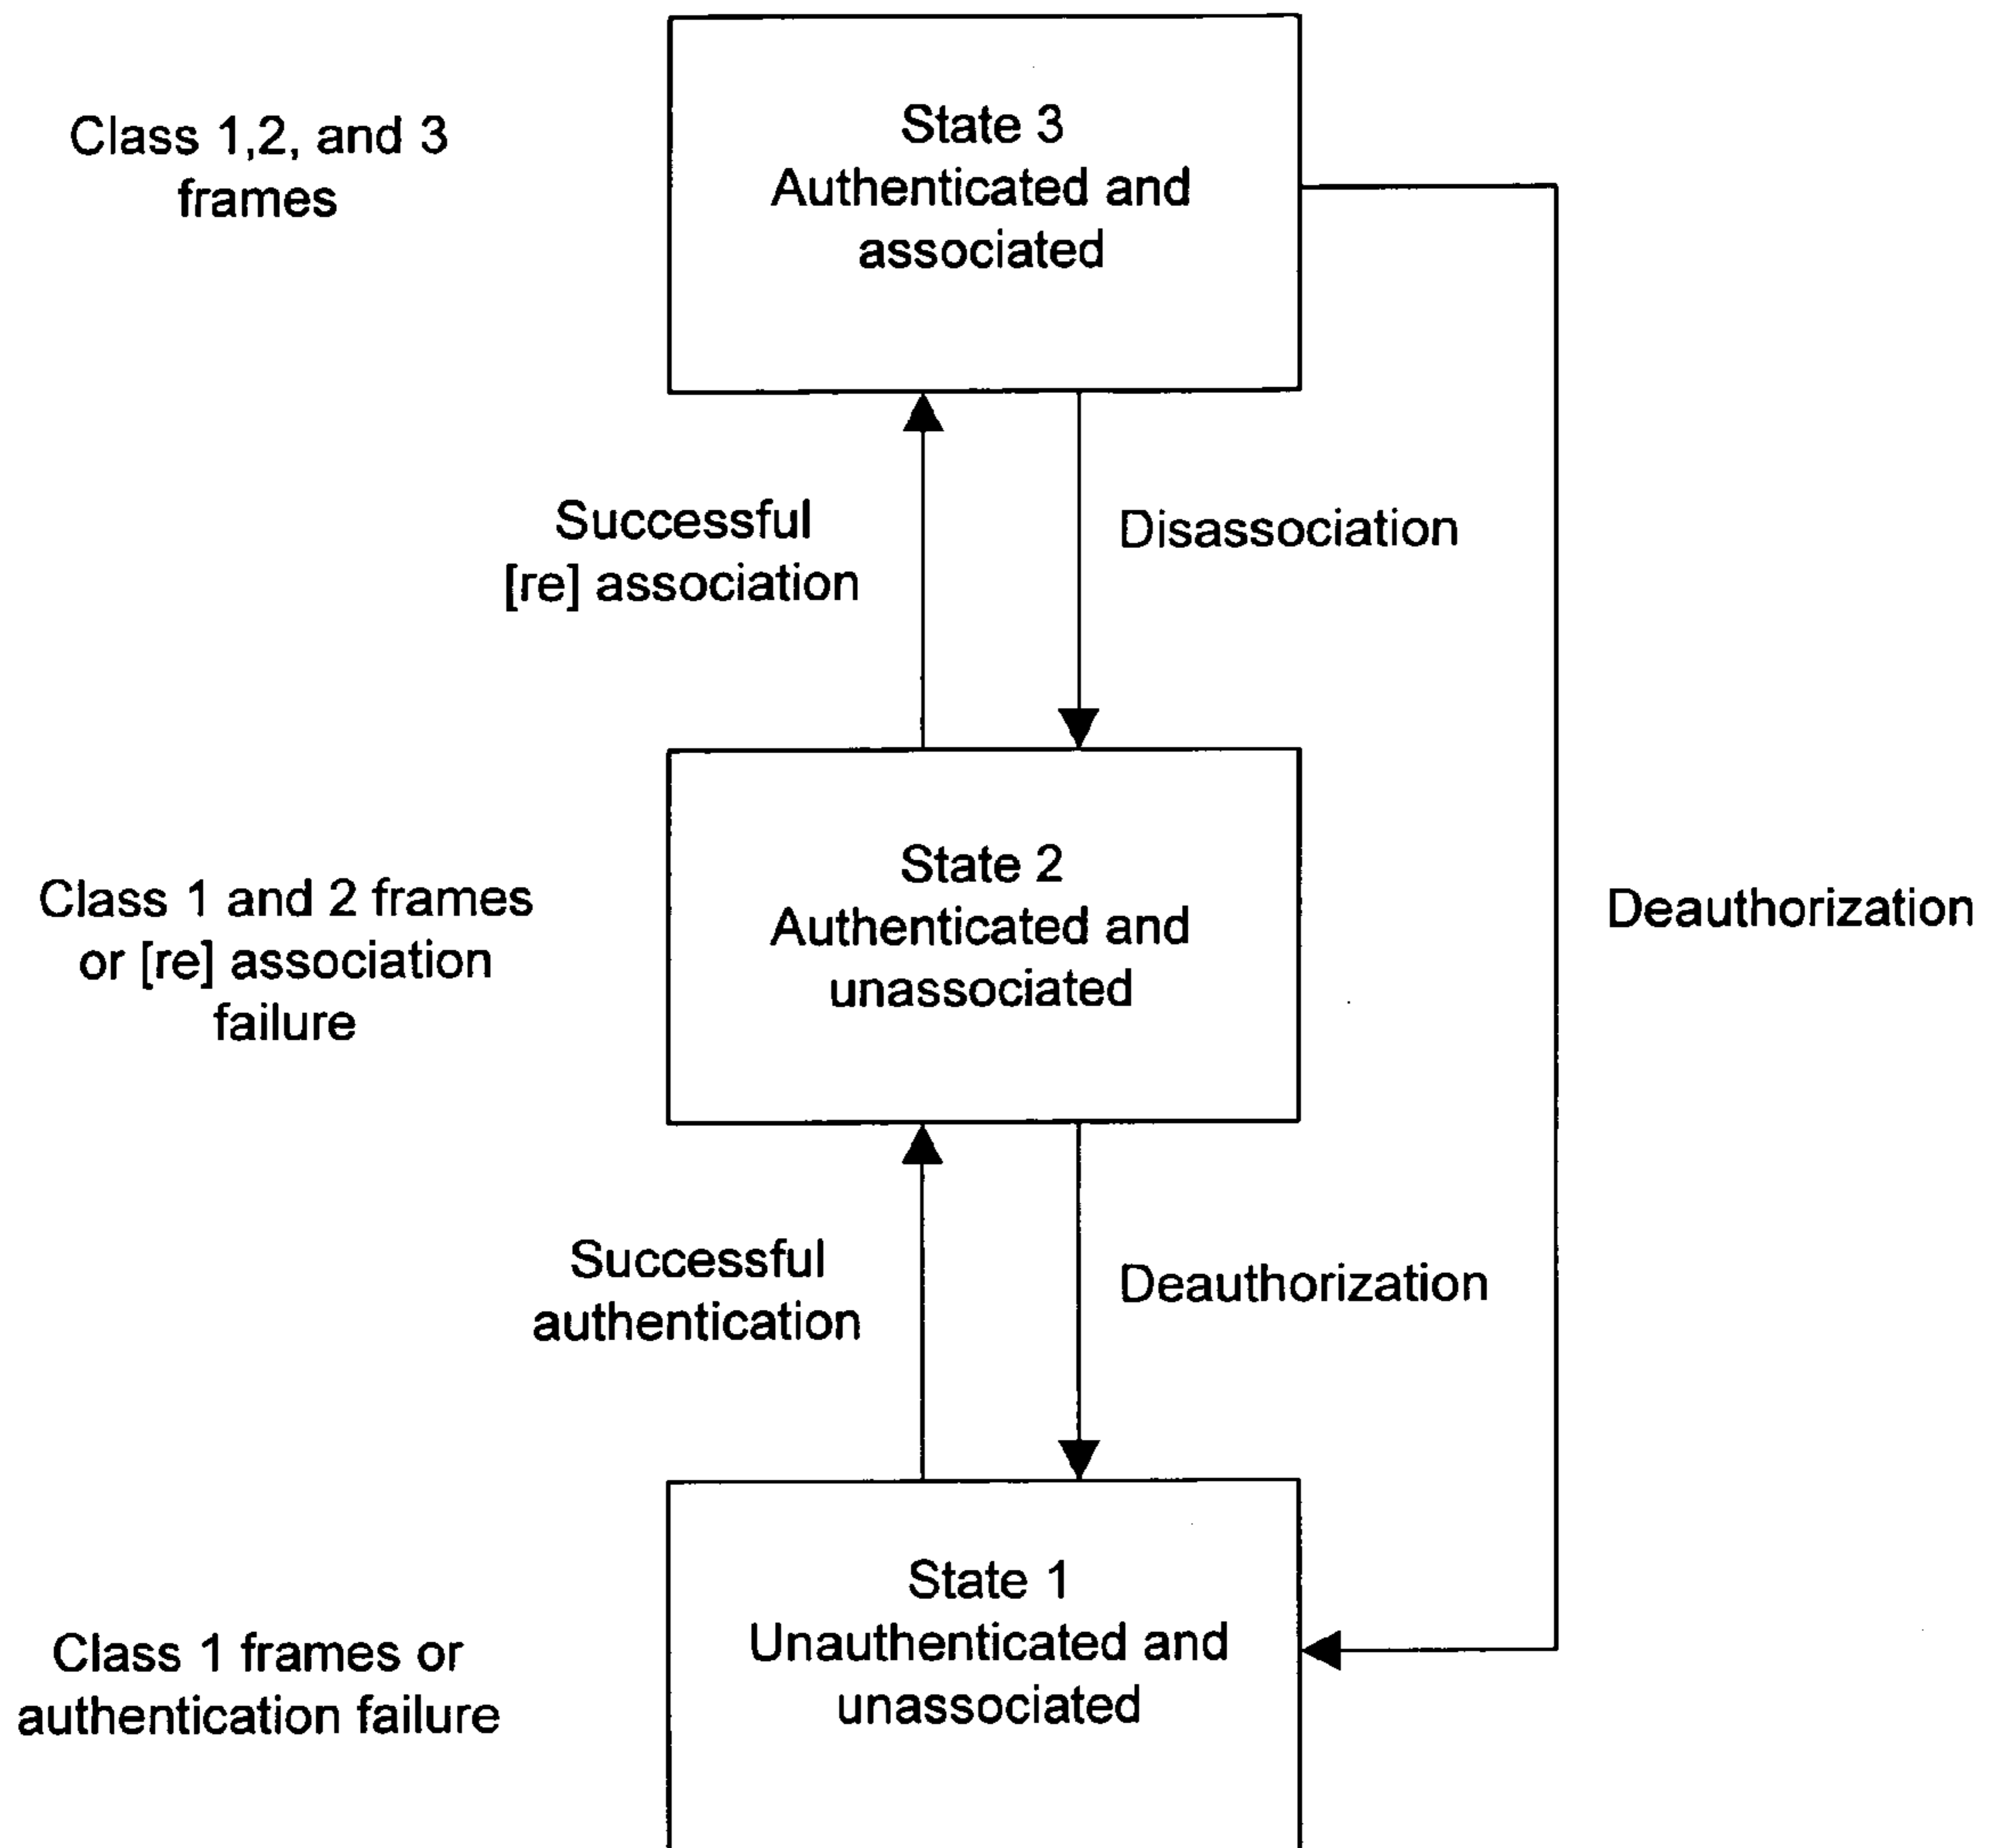 Class 1,2, and 3
frames
State 3
Authenticated and
associated
Successful
[re] association
Disassociation
Class 1 and 2 frames
or [re] association
failure
State 2
Authenticated and
unassociated
Deauthorization
Successful
authentication
Deauthorization
Class 1 frames or
authentication failure
State 1
Unauthenticated and
unassociated